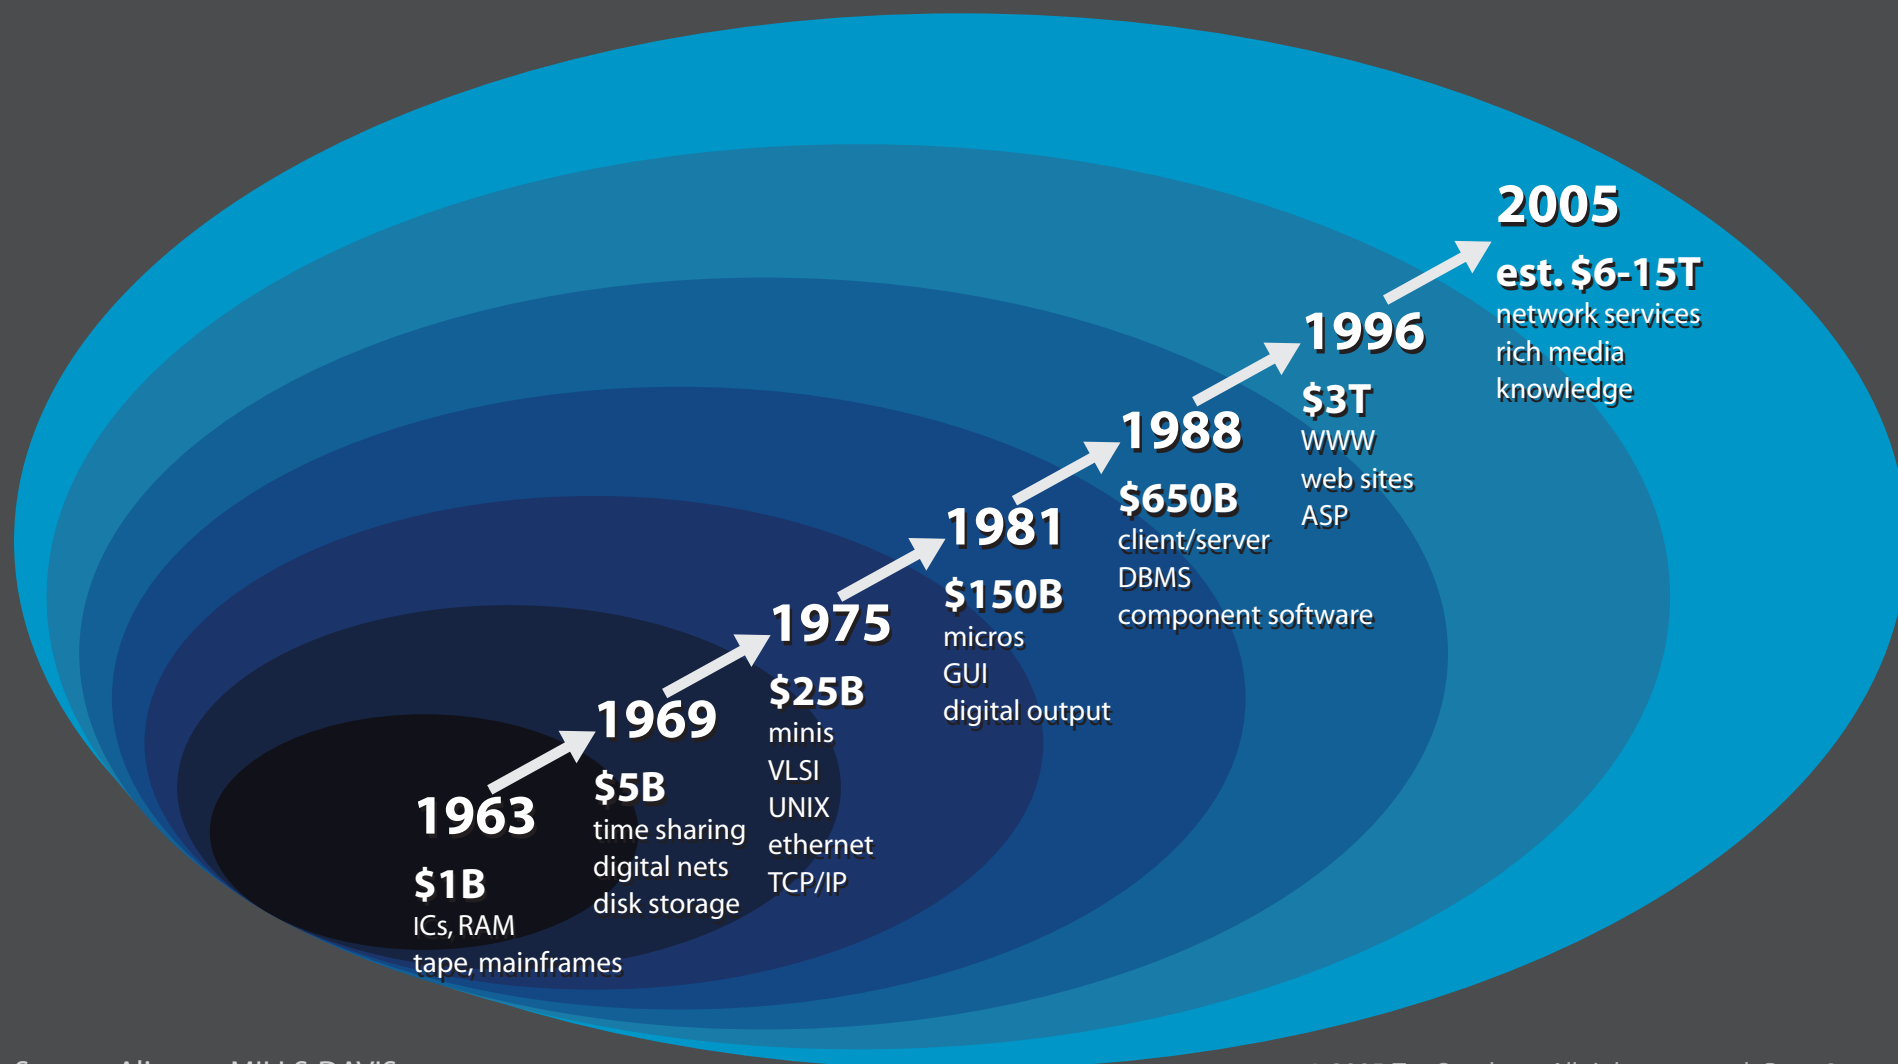 2005
est. $6-15T
network services
rich media
knowledge
1996
$3T
WWW
web sites
ASP
1988
$650B
client/server
DBMS
component software
1981
$150B
micros
GUI
digital output
1975
$25B
minis
VLSI
UNIX
ethernet
TCP/IP
1969
$5B
time sharing
digital nets
disk storage
1963
$1B
ICs, RAM
tape, mainframes
MILLS DAVIS